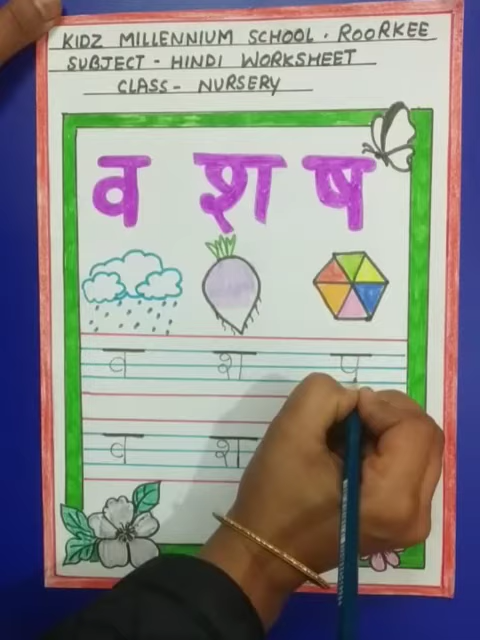 KIDZ MILLENNIUM SCHOOL · ROORKEE
SUBJECT - HINDI WORKSHEET
CLASS - NURSERY
व श ष
व श प
व श